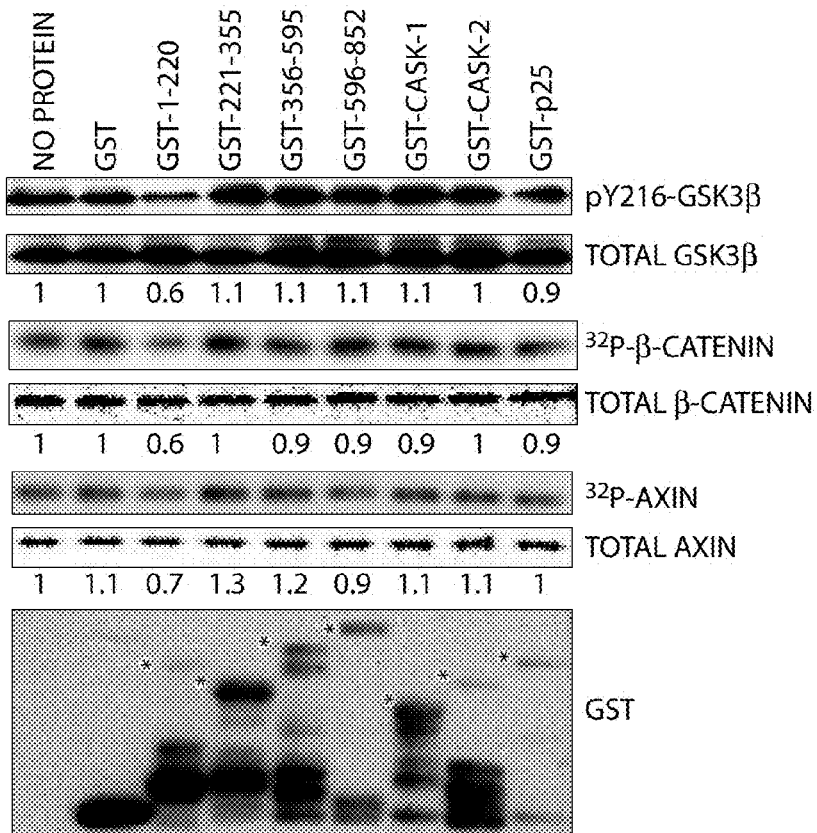 NO PROTEIN GST GST-1-220 GST-221-355 GST-356-595 GST-596-852 GST-CASK-1 GST-CASK-2 GST-p25
pY216-GSK3β
TOTAL GSK3β
1 1 0.6 1.1 1.1 1.1 1.1 1 0.9
³²P-β-CATENIN
TOTAL β-CATENIN
1 1 0.6 1 0.9 0.9 0.9 1 0.9
³²P-AXIN
TOTAL AXIN
1 1.1 0.7 1.3 1.2 0.9 1.1 1.1 1
* * * * * * * *
GST